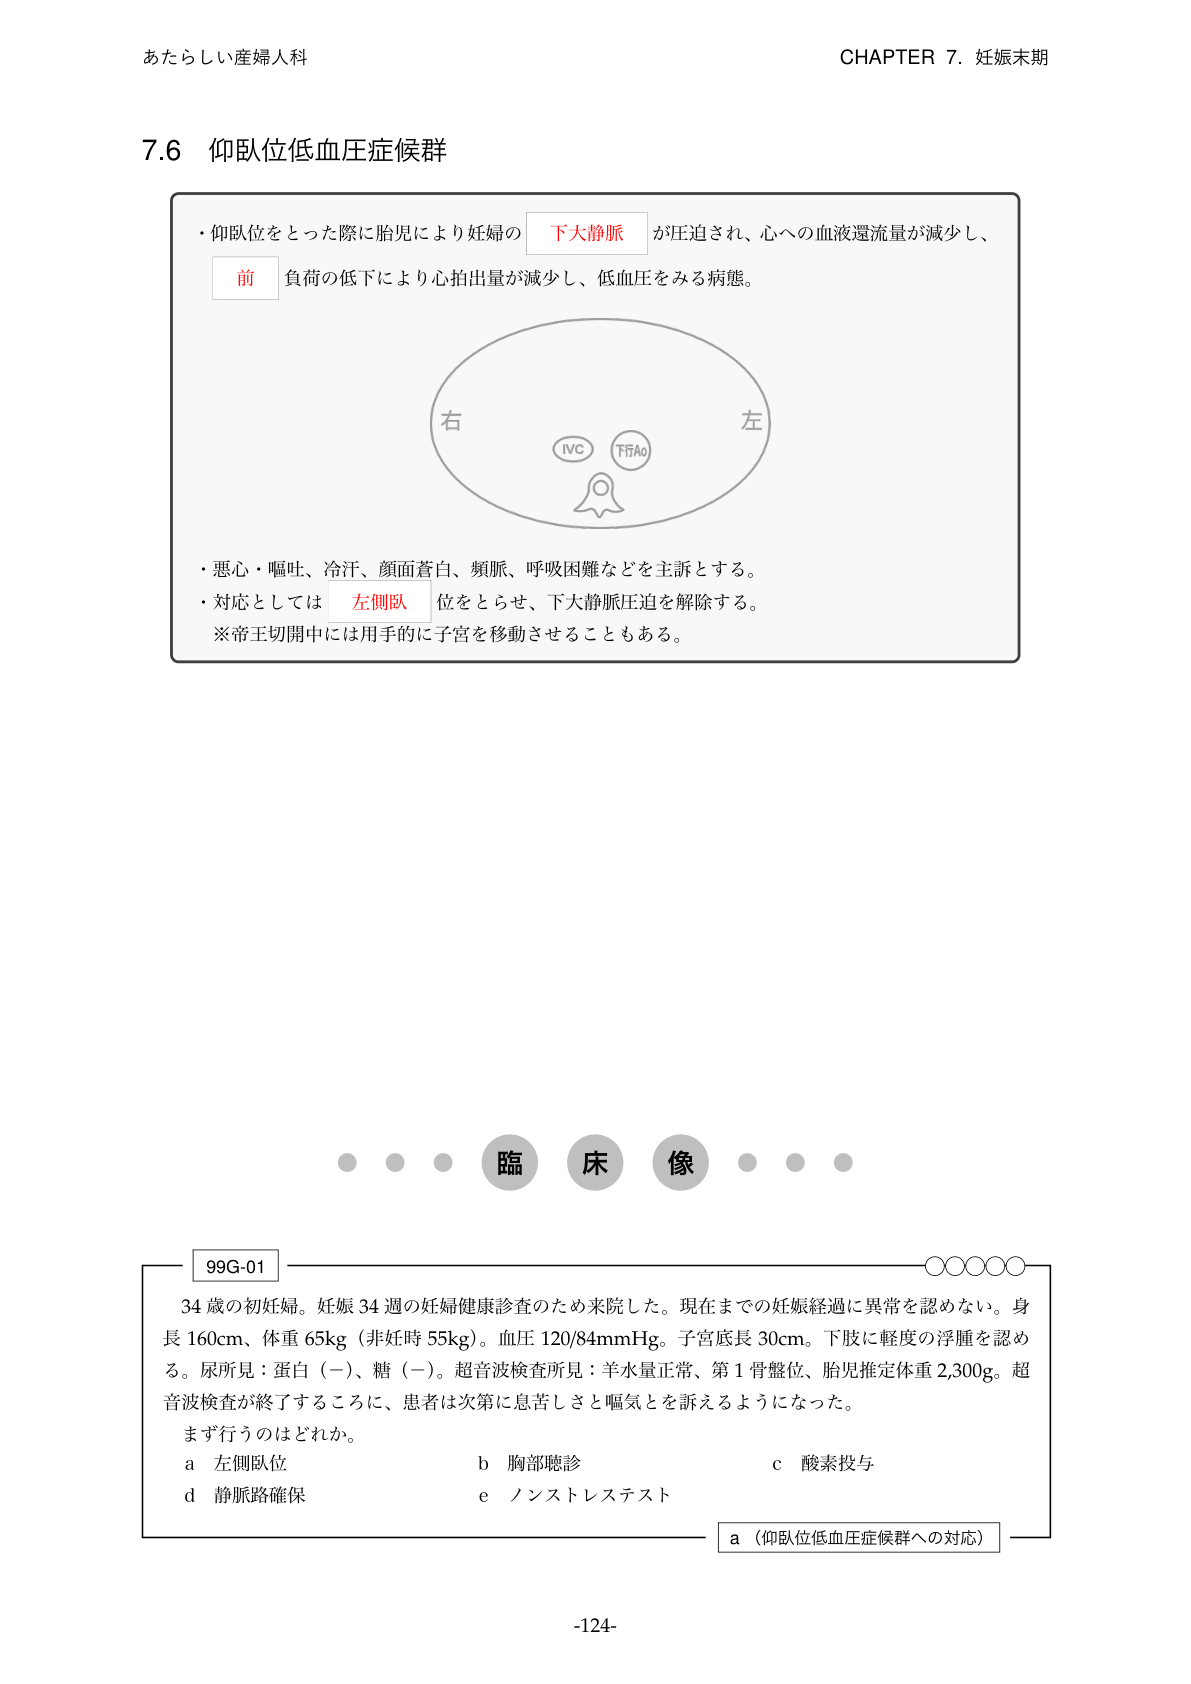 あたらしい産婦人科
CHAPTER 7. 妊娠末期
7.6 仰臥位低血圧症候群
・仰臥位をとった際に胎児により妊婦の 下大静脈 が圧迫され、心への血液還流量が減少し、
前 負荷の低下により心拍出量が減少し、低血圧をみる病態。
右
左
IVC
下行Ao
・悪心・嘔吐、冷汗、顔面蒼白、頻脈、呼吸困難などを主訴とする。
・対応としては 左側臥 位をとらせ、下大静脈圧迫を解除する。
※帝王切開中には用手的に子宮を移動させることもある。
臨床像
99G-01
34 歳の初妊婦。妊娠 34 週の妊婦健康診査のため来院した。現在までの妊娠経過に異常を認めない。身
長 160cm、体重 65kg（非妊時 55kg）。血圧 120/84mmHg。子宮底長 30cm。下肢に軽度の浮腫を認め
る。尿所見：蛋白（－）、糖（－）。超音波検査所見：羊水量正常、第 1 骨盤位、胎児推定体重 2,300g。超
音波検査が終了するころに、患者は次第に息苦しさと嘔気とを訴えるようになった。
まず行うのはどれか。
a 左側臥位 b 胸部聴診 c 酸素投与
d 静脈路確保 e ノンストレステスト
a （仰臥位低血圧症候群への対応）
-124-